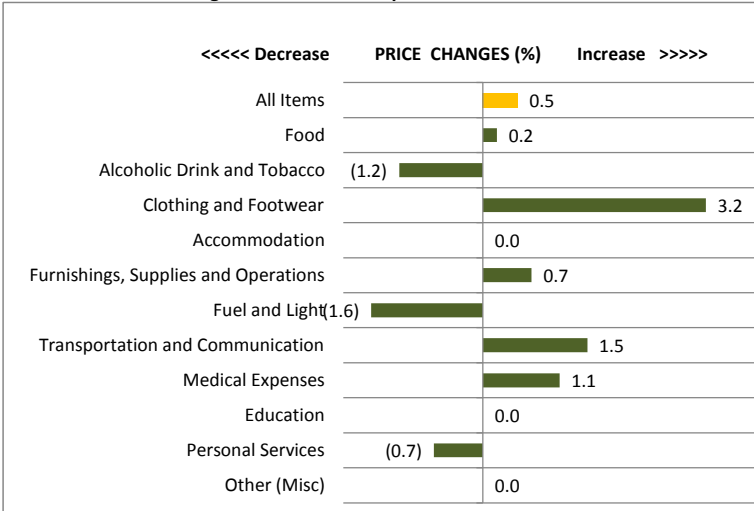 <<<<< Decrease PRICE CHANGES (%) Increase >>>>>
All Items 0.5
Food 0.2
Alcoholic Drink and Tobacco (1.2)
Clothing and Footwear 3.2
Accommodation 0.0
Furnishings, Supplies and Operations 0.7
Fuel and Light (1.6)
Transportation and Communication 1.5
Medical Expenses 1.1
Education 0.0
Personal Services (0.7)
Other (Misc) 0.0